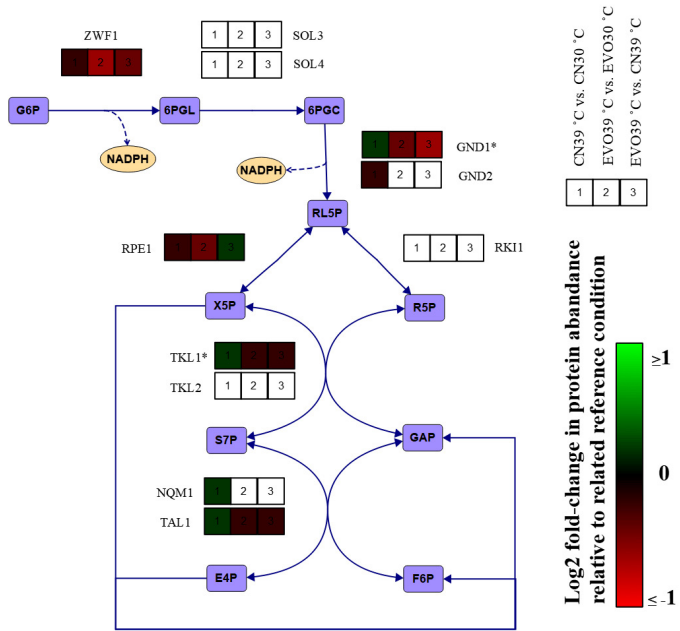 ZWF1
1 2 3
1 2 3 SOL3
1 2 3 SOL4
G6P
6PGL
6PGC
NADPH
NADPH
1 2 3 GND1*
1 2 3 GND2
RL5P
RPE1 1 2 3
1 2 3 RKI1
X5P
R5P
TKL1* 1 2 3
TKL2 1 2 3
S7P
GAP
NQM1 1 2 3
TAL1 1 2 3
E4P
F6P
CN39 °C vs. CN30 °C
EVO39 °C vs. EVO30 °C
EVO39 °C vs. CN39 °C
1 2 3
Log2 fold-change in protein abundance
relative to related reference condition
≥1
0
≤ -1